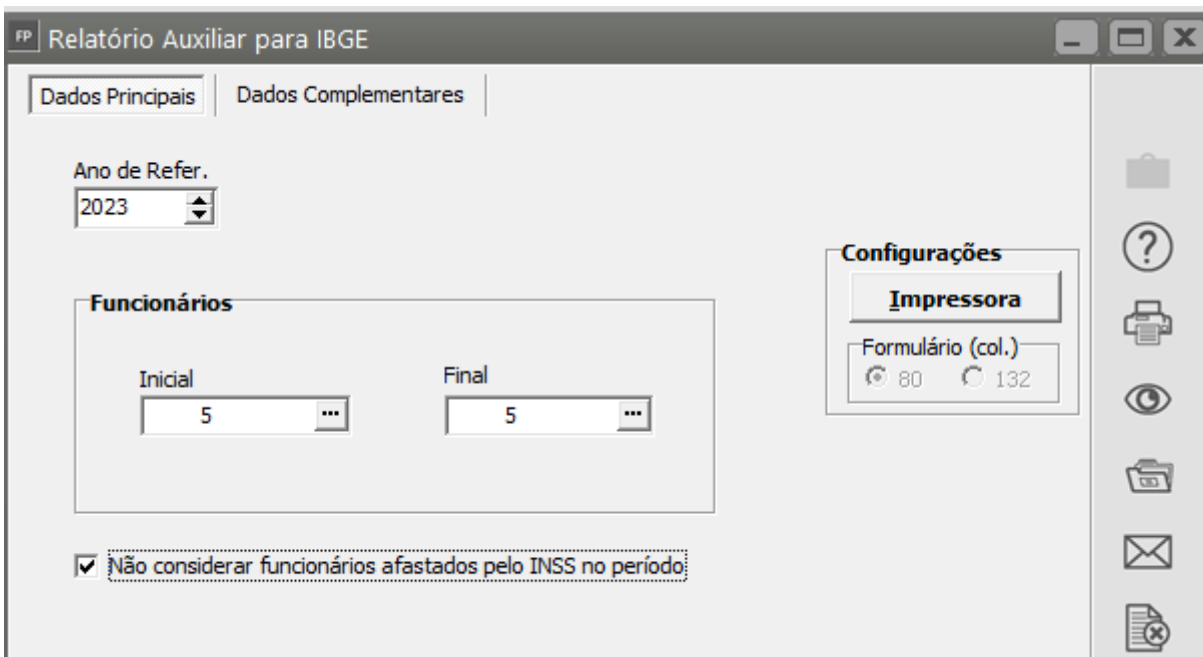 FP Relatório Auxiliar para IBGE
Dados Principais Dados Complementares
Ano de Refer.
2023
Configurações
Impressora
Formulário (col.)
80 132
Funcionários
Inicial Final
5 ... 5 ...
Não considerar funcionários afastados pelo INSS no período